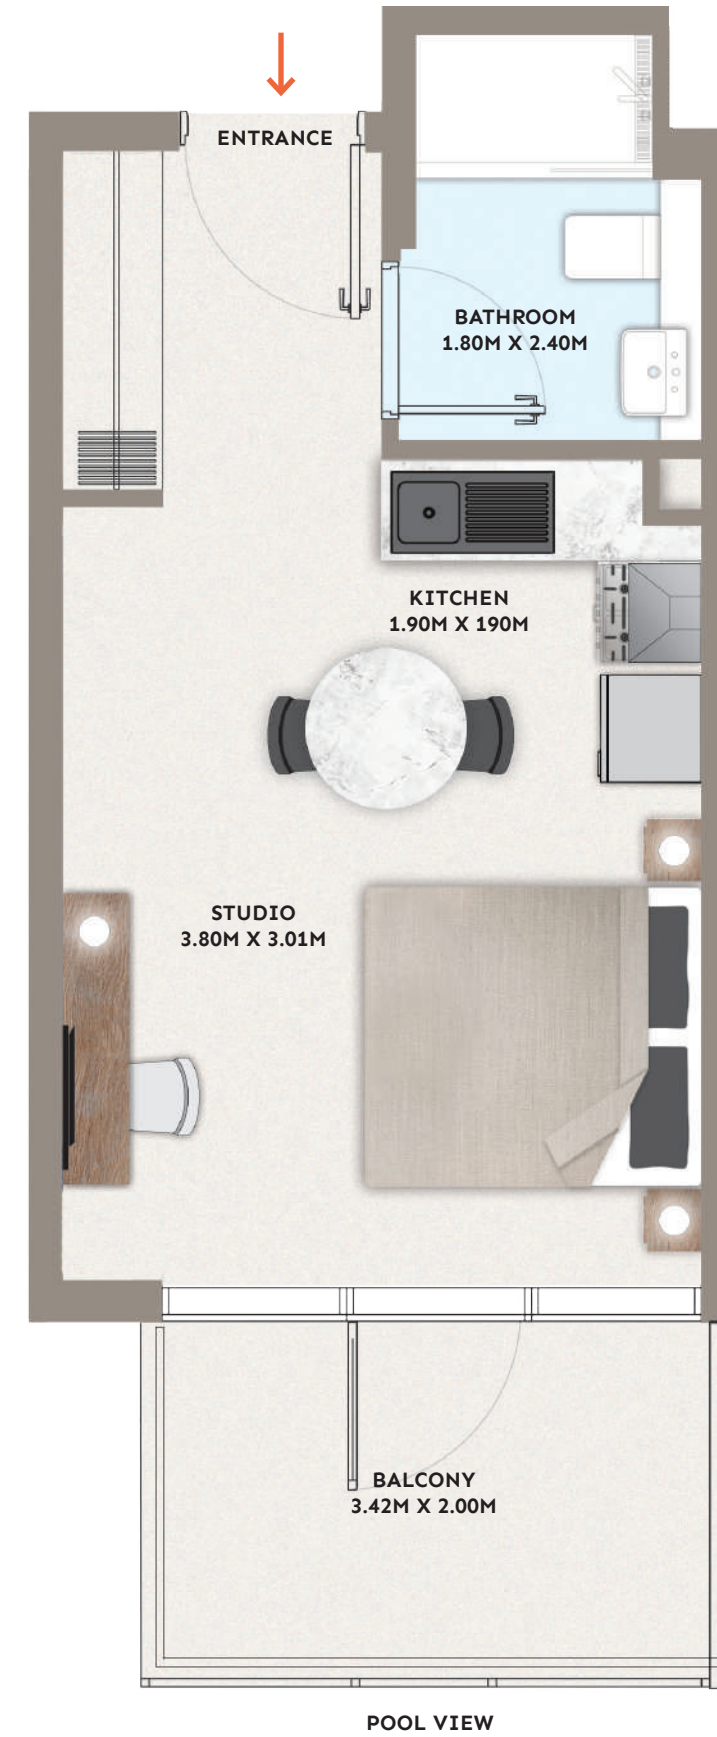 ENTRANCE
BATHROOM
1.80M X 2.40M
KITCHEN
1.90M X 190M
STUDIO
3.80M X 3.01M
BALCONY
3.42M X 2.00M
POOL VIEW